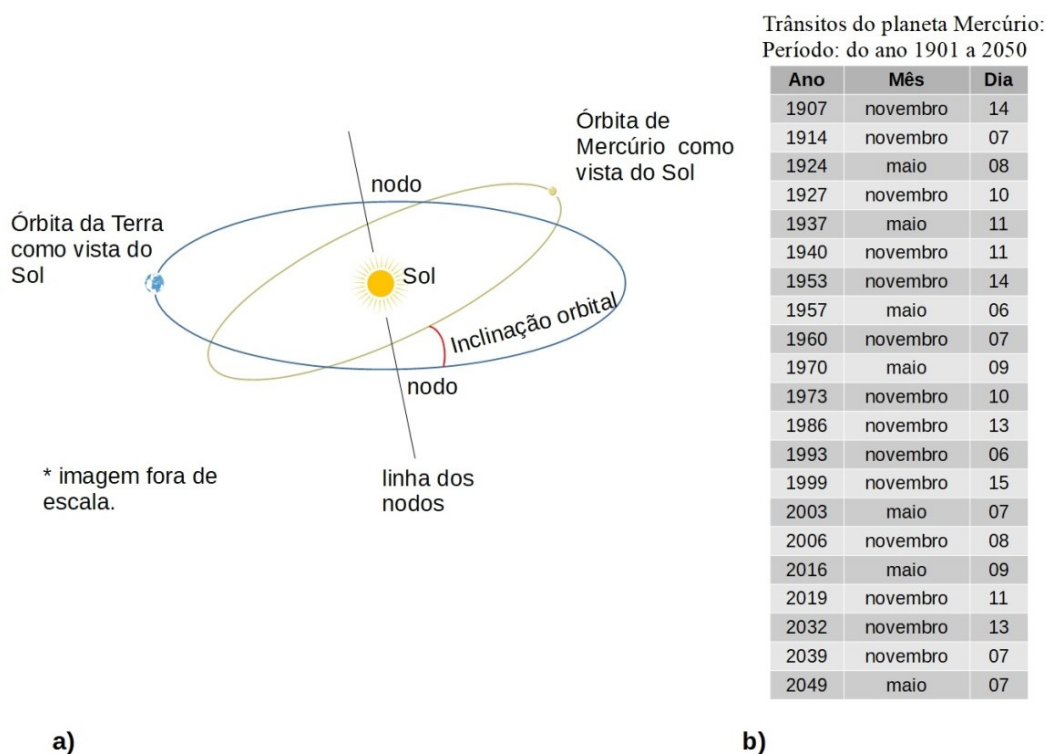 Trânsitos do planeta Mercúrio:
Período: do ano 1901 a 2050
Órbita de
Mercúrio como
vista do Sol
nodo
Órbita da Terra
como vista do
Sol
Sol
Inclinação orbital
nodo
* imagem fora de
escala.
linha dos
nodos
Ano Mês Dia
1907 novembro 14
1914 novembro 07
1924 maio 08
1927 novembro 10
1937 maio 11
1940 novembro 11
1953 novembro 14
1957 maio 06
1960 novembro 07
1970 maio 09
1973 novembro 10
1986 novembro 13
1993 novembro 06
1999 novembro 15
2003 maio 07
2006 novembro 08
2016 maio 09
2019 novembro 11
2032 novembro 13
2039 novembro 07
2049 maio 07
a)
b)